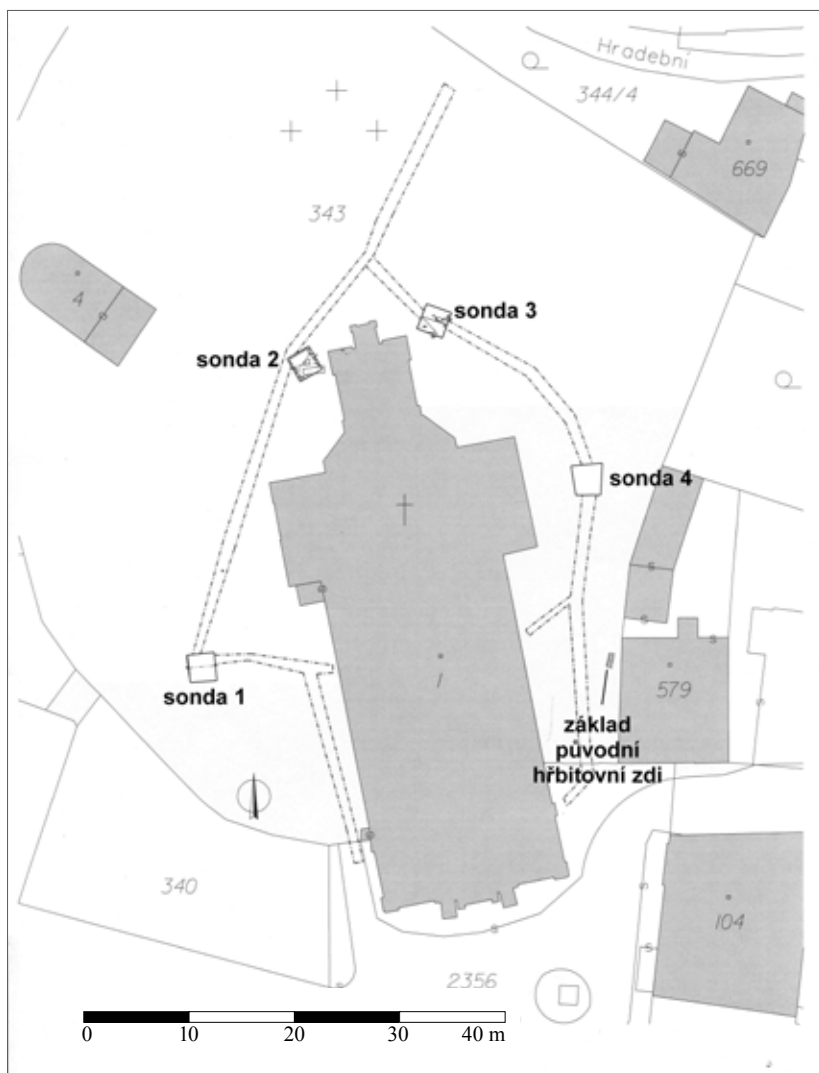 Hradební
344/4
669
343
4
sonda 3
sonda 2
sonda 4
s
s
s
579
s
sonda 1
1
základ
původní
hřbitovní zdi
340
s
104
s
s
2356
0 10 20 30 40 m